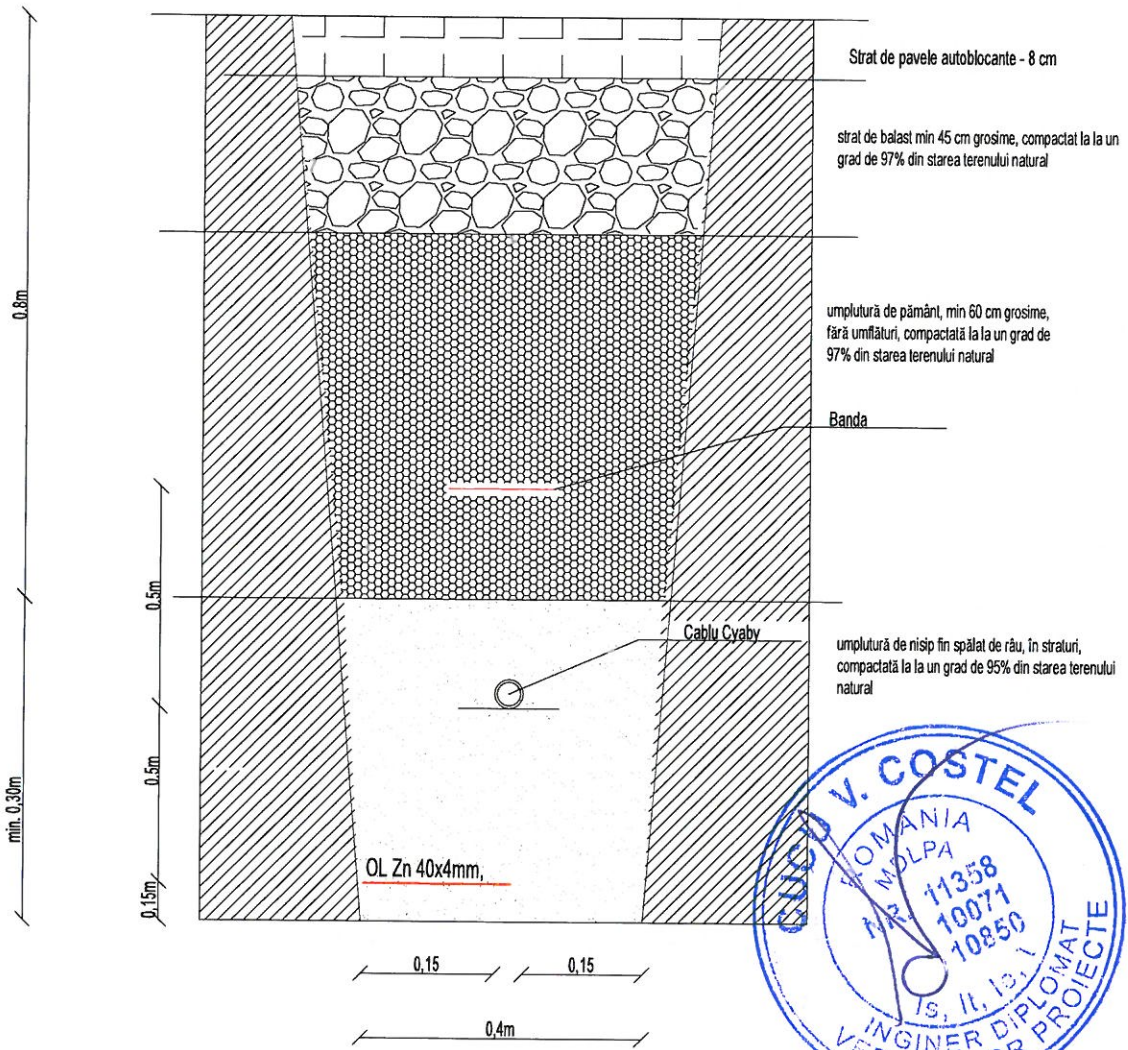 Strat de pavele autoblocante - 8 cm
strat de balast min 45 cm grosime, compactat la la un
grad de 97% din starea terenului natural
0.8m
umplutură de pământ, min 60 cm grosime,
fără umflături, compactată la la un grad de
97% din starea terenului natural
Banda
0.5m
Cablu Cyaby
umplutură de nisip fin spălat de râu, în straturi,
compactată la la un grad de 95% din starea terenului
natural
0.5m
min. 0,30m
0,15m
OL Zn 40x4mm,
0,15
0,15
0,4m
CUCU V. COSTEL
ROMANIA
MDLPA
NR. 11358
10071
10850
Is, It, Ic, I
INGINER DIPLOMAT
PROIECTE